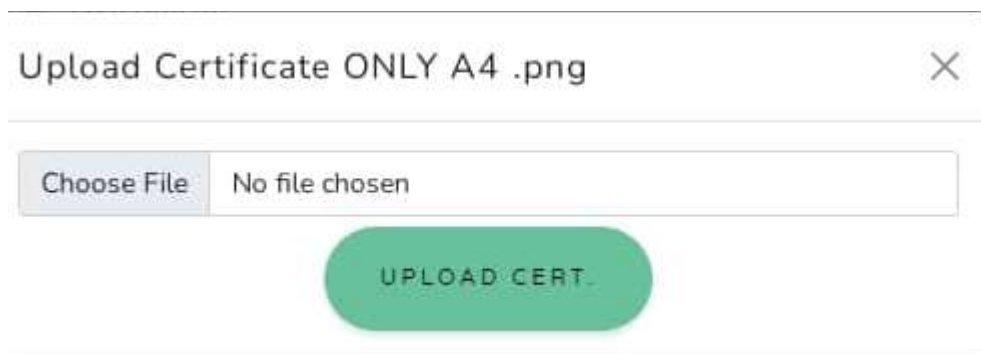 Upload Certificate ONLY A4 .png
Choose File No file chosen
UPLOAD CERT.